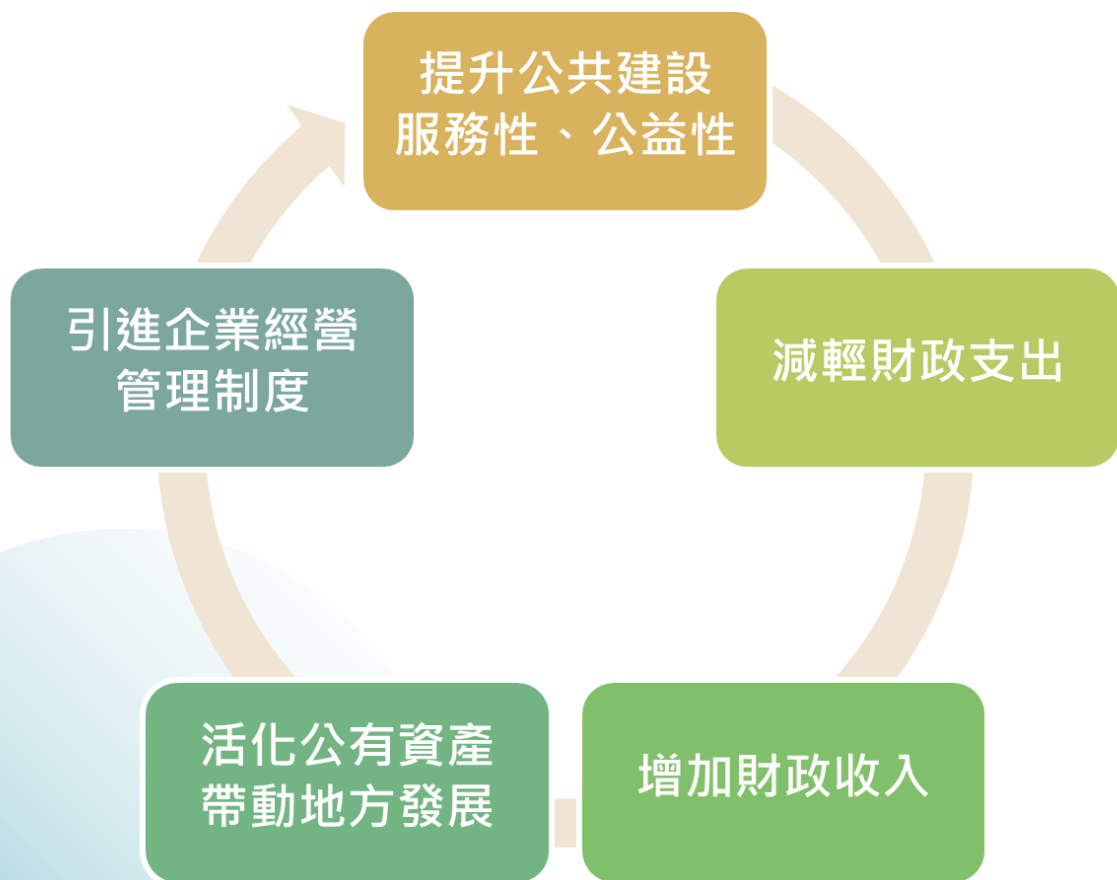 提升公共建設
服務性、公益性
減輕財政支出
增加財政收入
活化公有資產
帶動地方發展
引進企業經營
管理制度